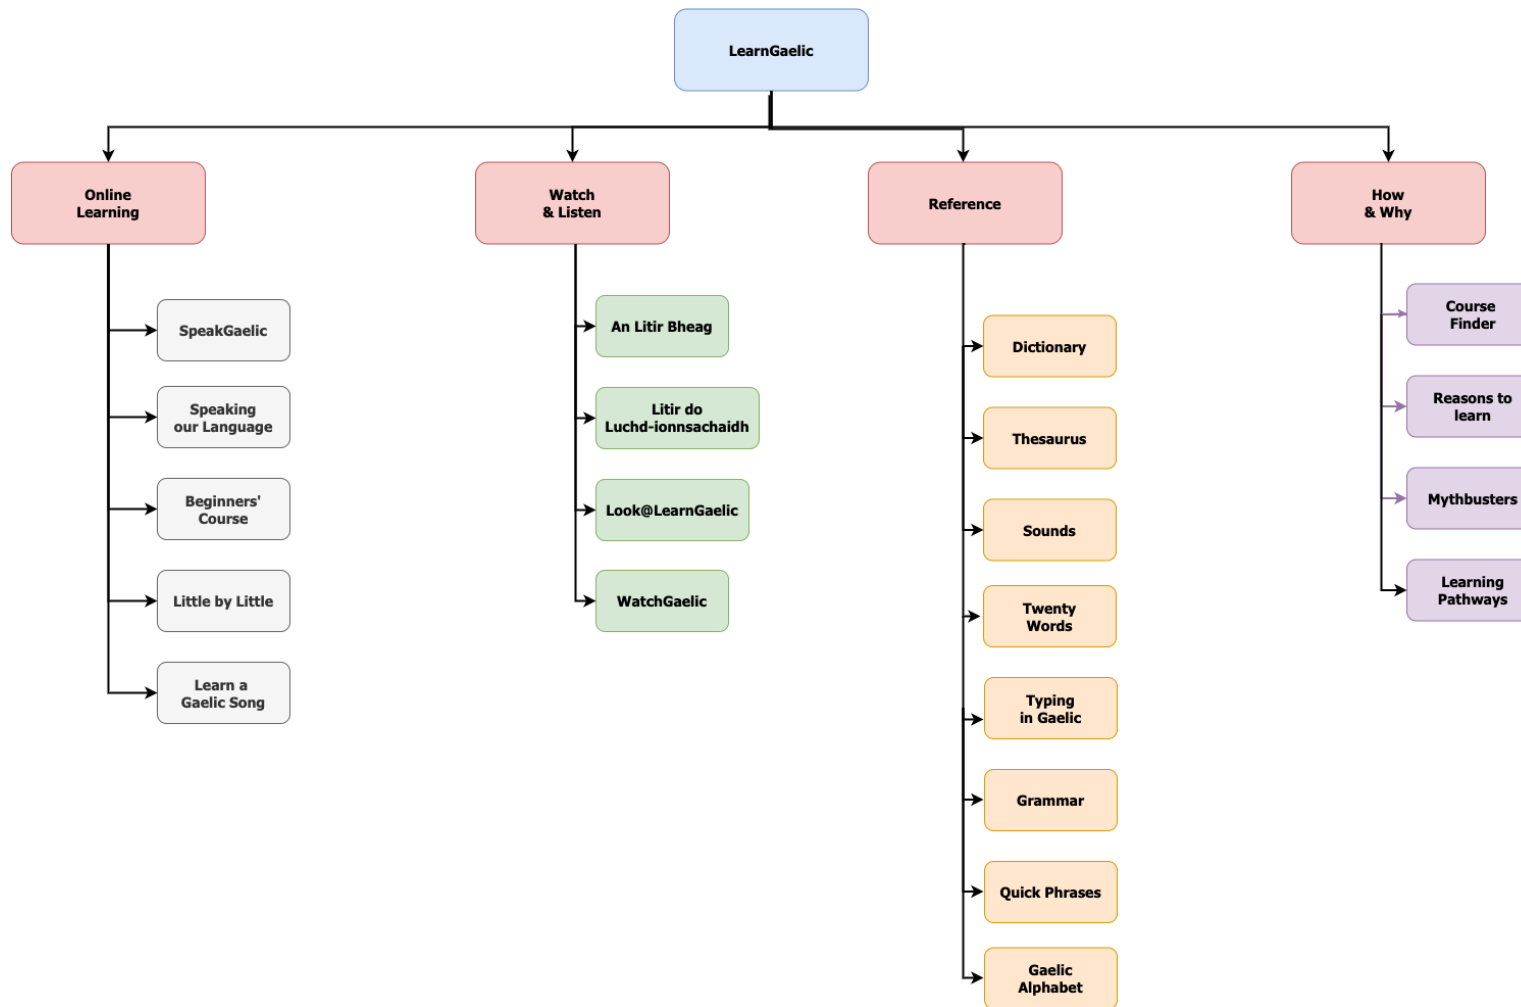 LearnGaelic
Online
Learning
Watch
& Listen
Reference
How
& Why
SpeakGaelic
Speaking
our Language
Beginners'
Course
Little by Little
Learn a
Gaelic Song
An Litir Bheag
Litir do
Luchd-ionnsachaidh
Look@LearnGaelic
WatchGaelic
Dictionary
Thesaurus
Sounds
Twenty
Words
Typing
in Gaelic
Grammar
Quick Phrases
Gaelic
Alphabet
Course
Finder
Reasons to
learn
Mythbusters
Learning
Pathways